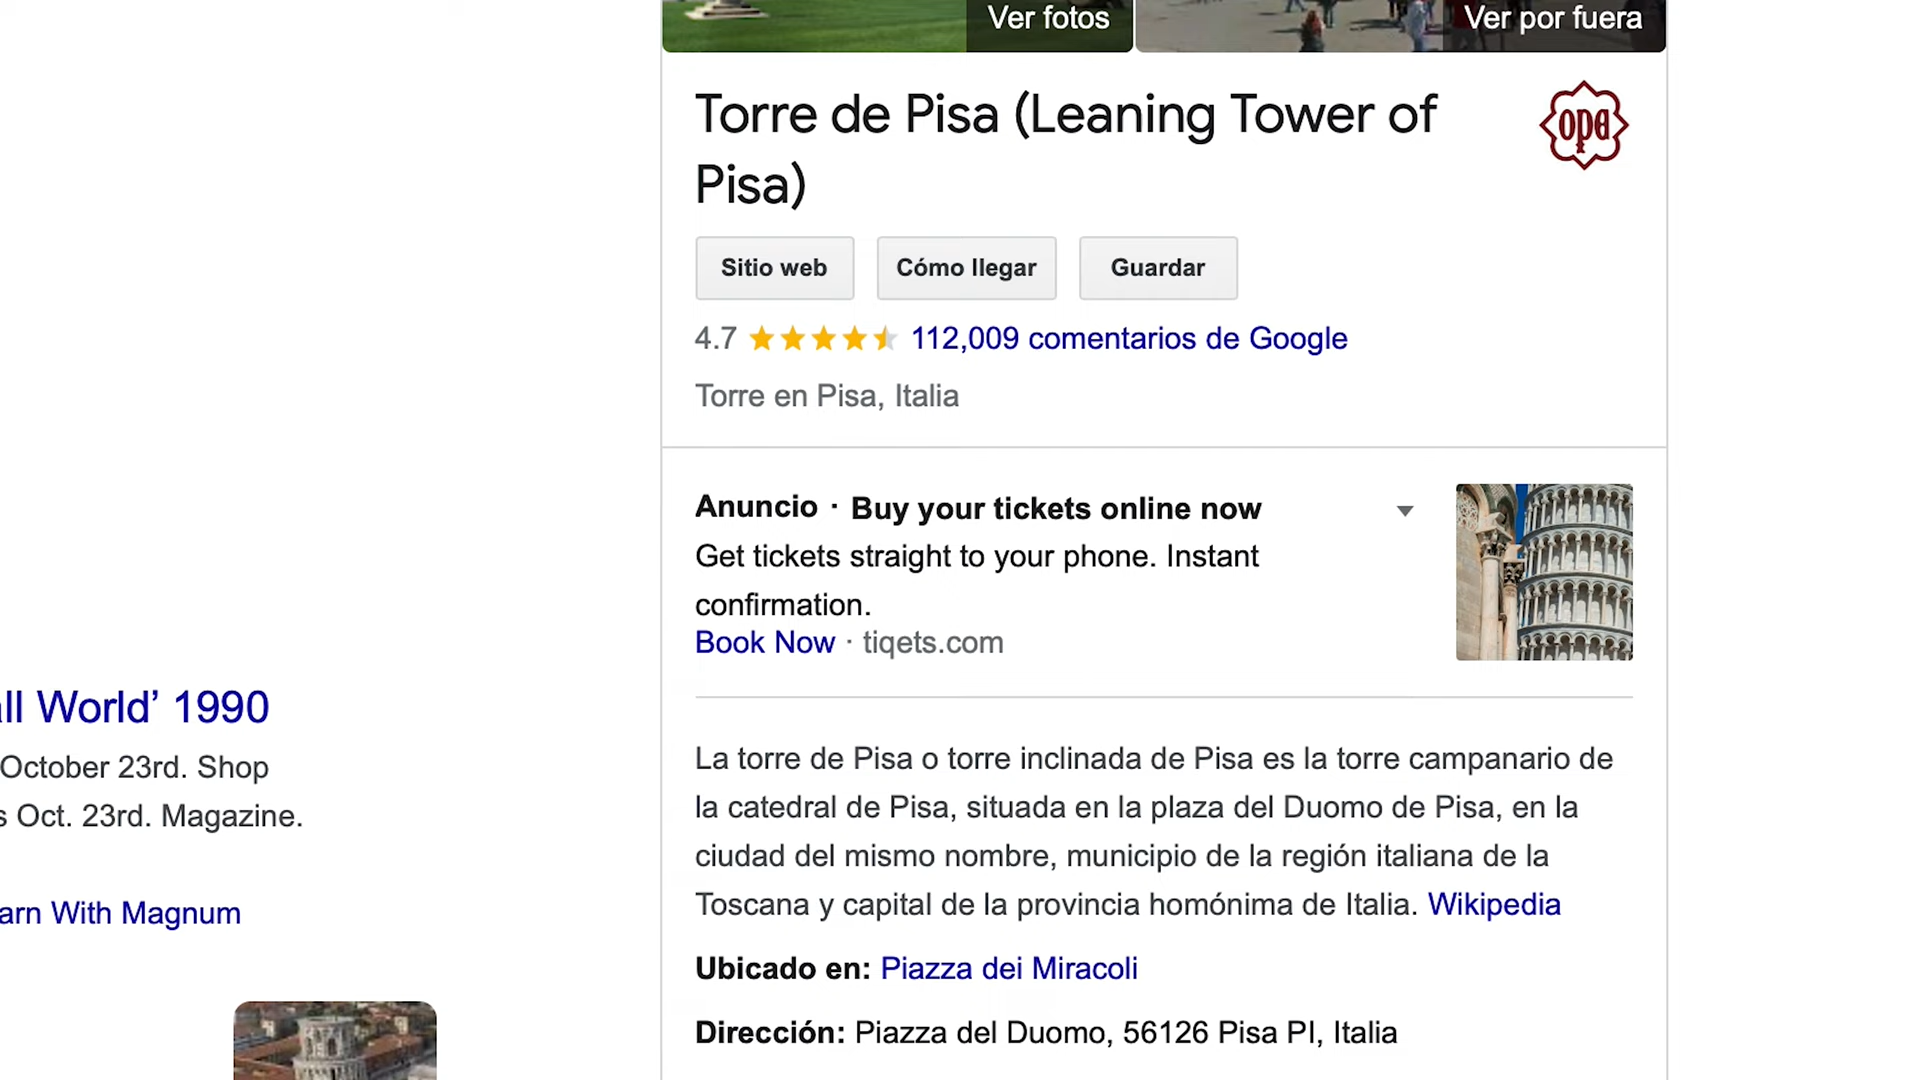 Ver fotos
Ver por fuera
Torre de Pisa (Leaning Tower of
Pisa)
opa
Sitio web
Cómo llegar
Guardar
4.7
112,009 comentarios de Google
Torre en Pisa, Italia
Anuncio · Buy your tickets online now
Get tickets straight to your phone. Instant
confirmation.
Book Now · tiqets.com
all World’ 1990
October 23rd. Shop
s Oct. 23rd. Magazine.
arn With Magnum
La torre de Pisa o torre inclinada de Pisa es la torre campanario de
la catedral de Pisa, situada en la plaza del Duomo de Pisa, en la
ciudad del mismo nombre, municipio de la región italiana de la
Toscana y capital de la provincia homónima de Italia. Wikipedia
Ubicado en: Piazza dei Miracoli
Dirección: Piazza del Duomo, 56126 Pisa PI, Italia